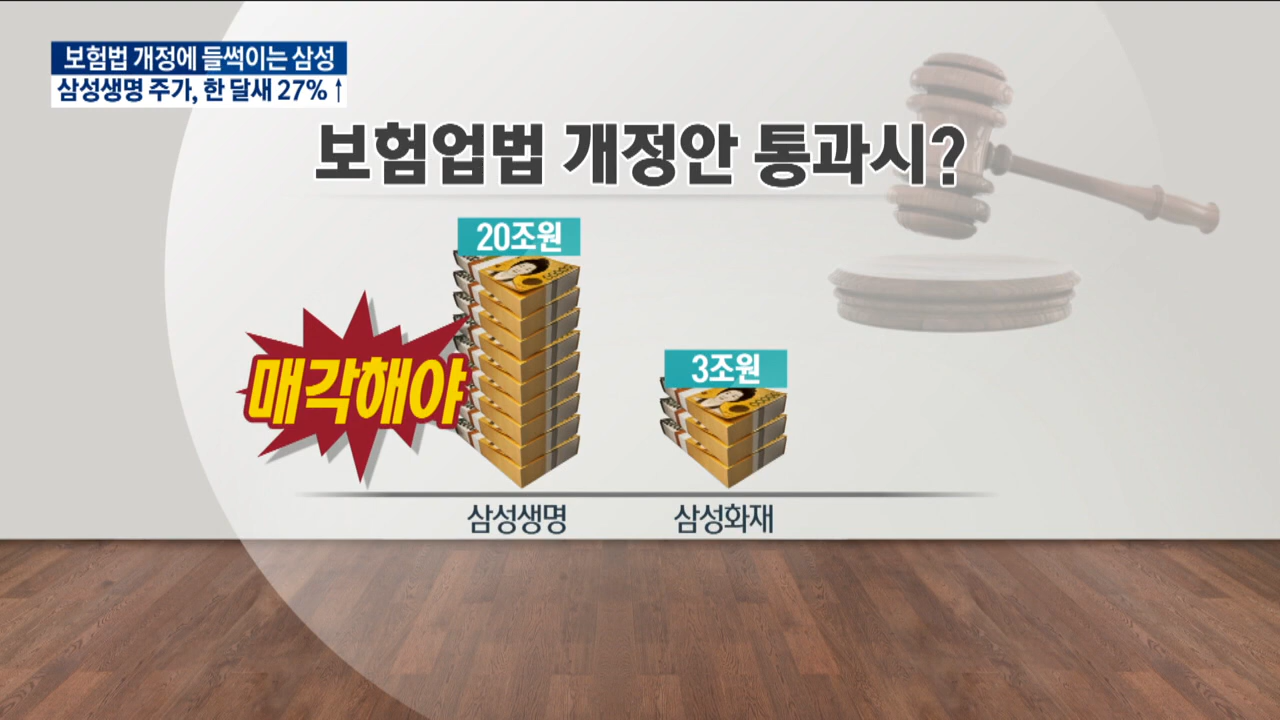 보험법 개정에 들썩이는 삼성
삼성생명 주가, 한 달새 27%↑
보험업법 개정안 통과시?
20조원
3조원
매각해야
삼성생명
삼성화재